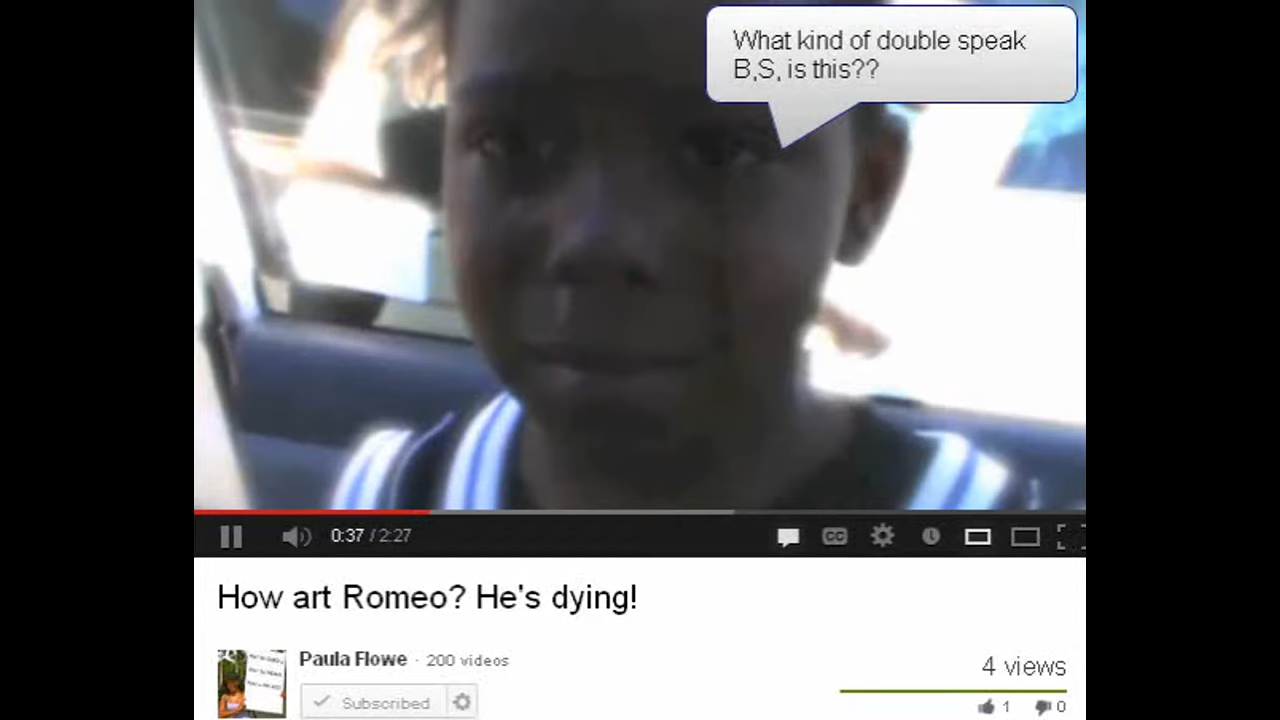 What kind of double speak
B,S, is this??
0:37 / 2:27
CC
How art Romeo? He's dying!
Paula Flowe · 200 videos
4 views
Subscribed
1 0